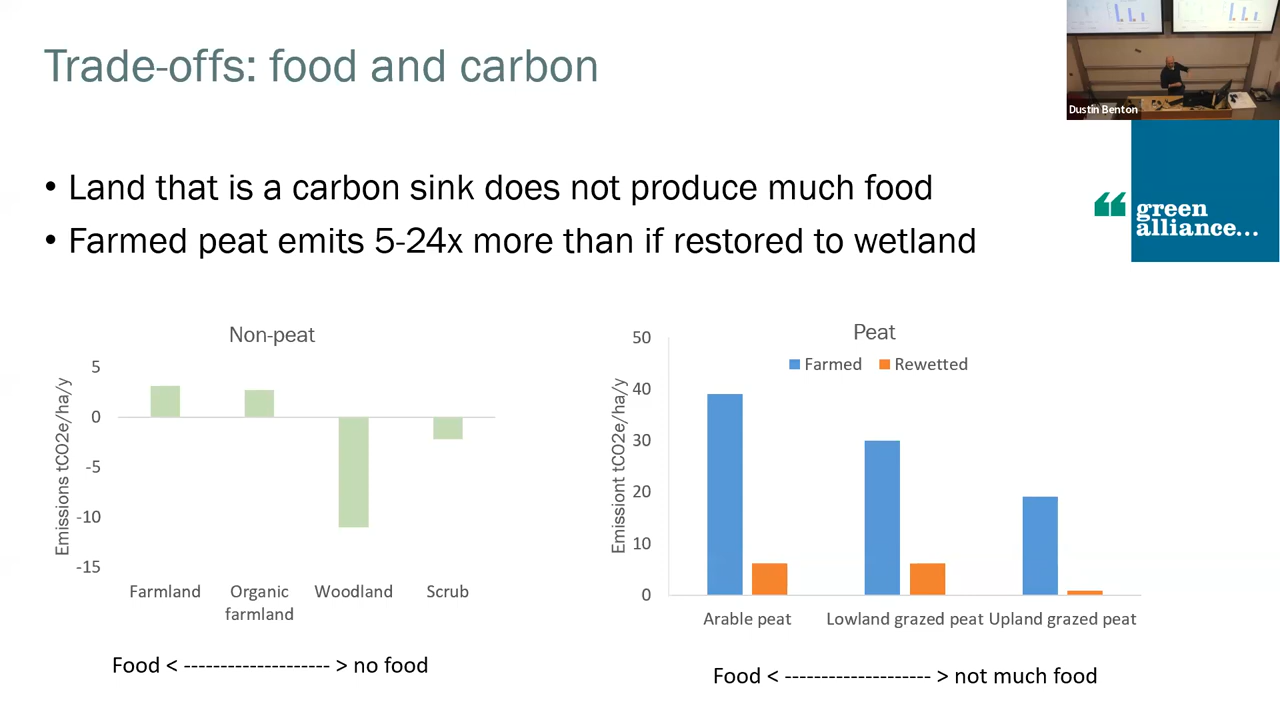 Trade-offs: food and carbon
Dustin Benton
• Land that is a carbon sink does not produce much food
• Farmed peat emits 5-24x more than if restored to wetland
green
alliance...
Non-peat
Emissions tCO2e/ha/y
5
0
-5
-10
-15
Farmland
Organic
farmland
Woodland
Scrub
Food < -------------------- > no food
Peat
Farmed
Rewetted
Emissiont tCO2e/ha/y
50
40
30
20
10
0
Arable peat
Lowland grazed peat
Upland grazed peat
Food < -------------------- > not much food